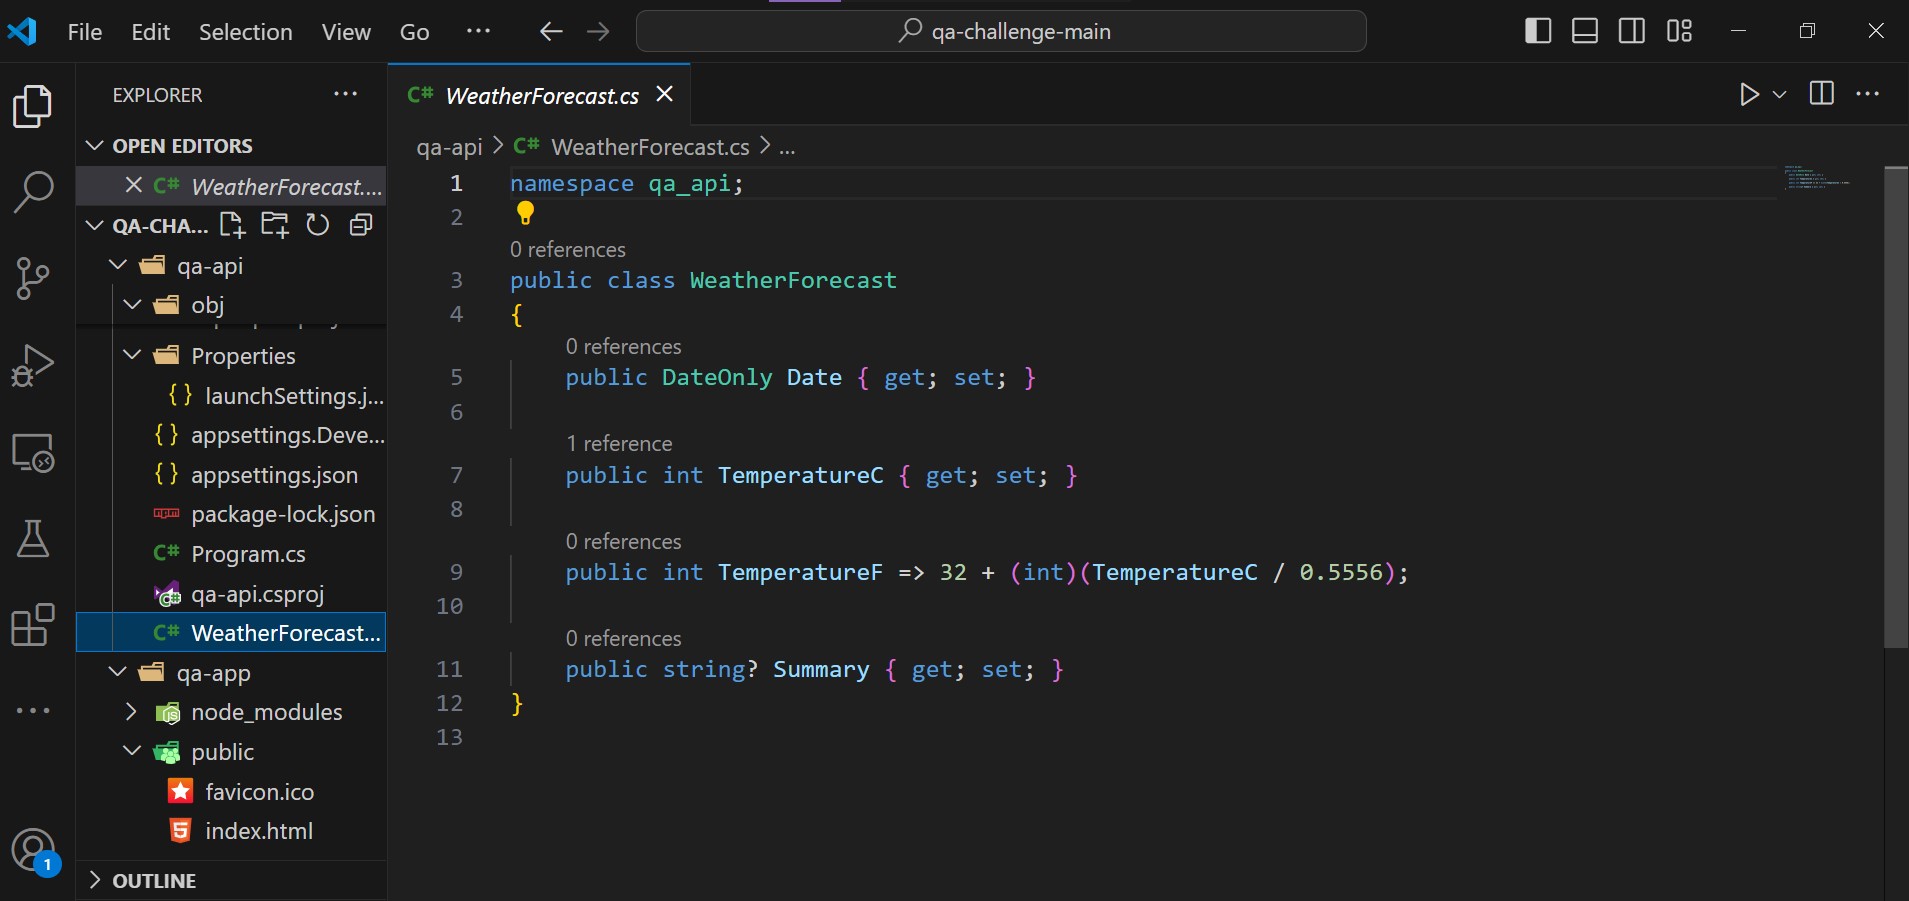 File Edit Selection View Go ... qa-challenge-main
EXPLORER ...
OPEN EDITORS
C# WeatherForecast....
QA-CHA...
qa-api
obj
Properties
{} launchSettings.j...
{} appsettings.Deve...
{} appsettings.json
package-lock.json
C# Program.cs
qa-api.csproj
C# WeatherForecast...
qa-app
node_modules
public
favicon.ico
index.html
OUTLINE
1
C# WeatherForecast.cs
qa-api > C# WeatherForecast.cs > ...
1 namespace qa_api;
2
0 references
3 public class WeatherForecast
4 {
0 references
5 public DateOnly Date { get; set; }
6
1 reference
7 public int TemperatureC { get; set; }
8
0 references
9 public int TemperatureF => 32 + (int)(TemperatureC / 0.5556);
10
0 references
11 public string? Summary { get; set; }
12 }
13